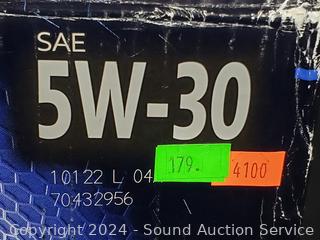 SAE
5W-30
10122 L 04
179.
4100
70432956
Copyright 2024 - Sound Auction Service